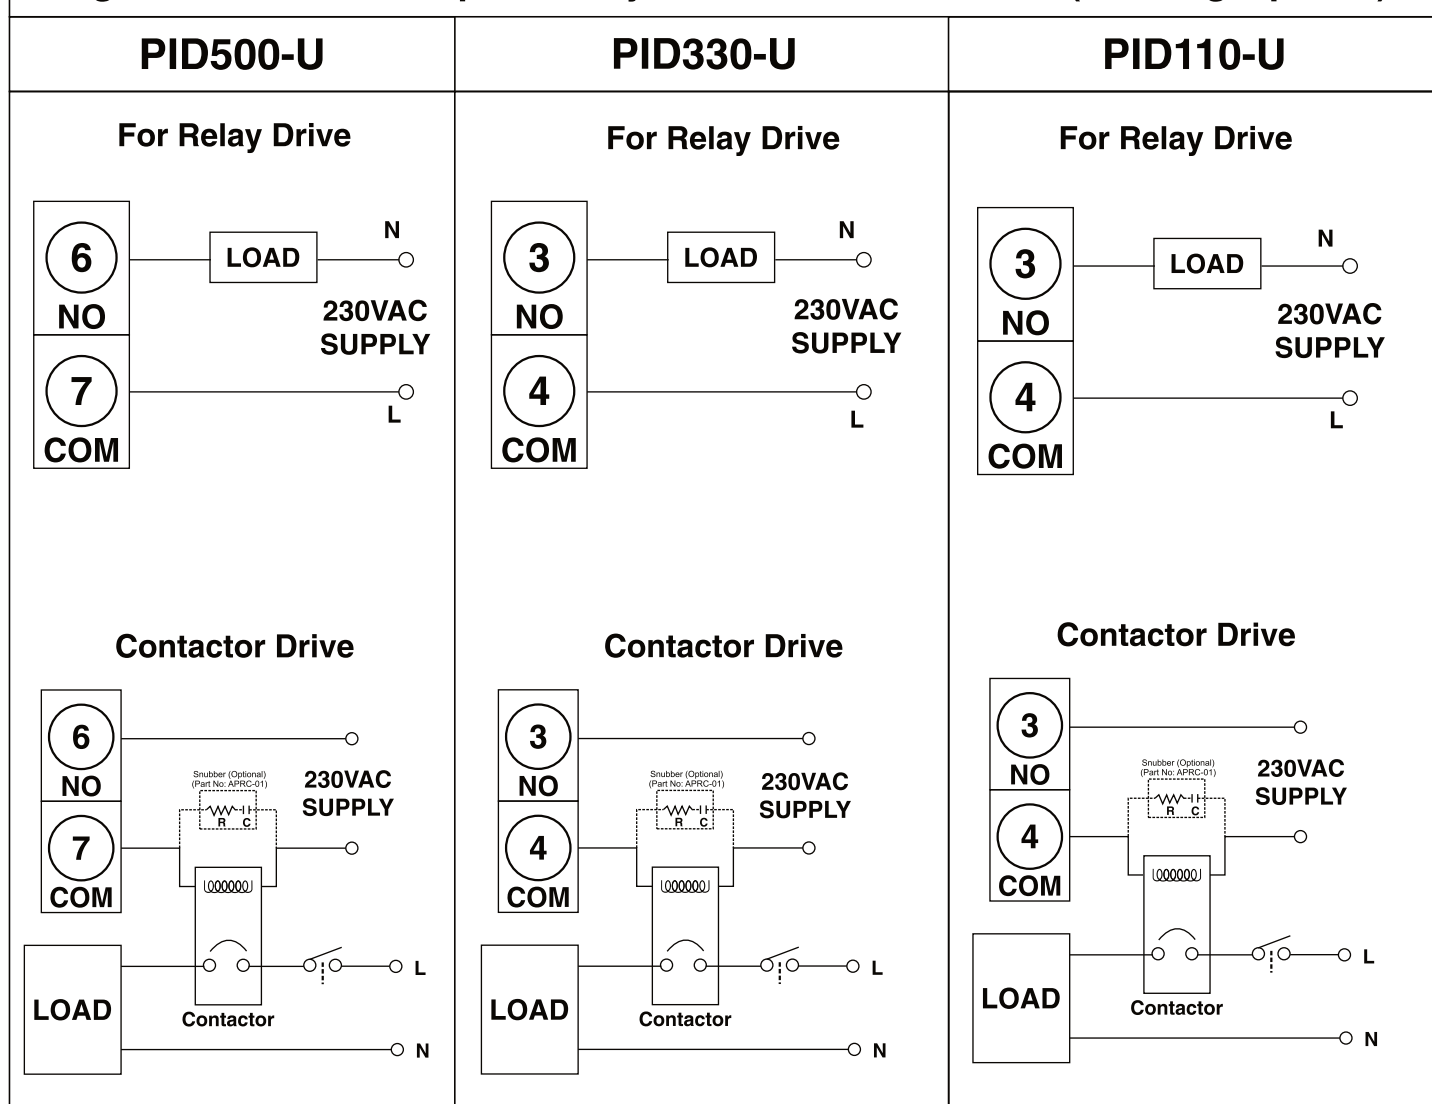 PID500-U
For Relay Drive
6
NO
LOAD
N
230VAC
SUPPLY
7
COM
L
Contactor Drive
6
NO
Snubber (Optional)
(Part No: APRC-01)
R C
230VAC
SUPPLY
7
COM
LOAD
L
Contactor
N
PID330-U
For Relay Drive
3
NO
LOAD
N
230VAC
SUPPLY
4
COM
L
Contactor Drive
3
NO
Snubber (Optional)
(Part No: APRC-01)
R C
230VAC
SUPPLY
4
COM
LOAD
L
Contactor
N
PID110-U
For Relay Drive
3
NO
LOAD
N
230VAC
SUPPLY
4
COM
L
Contactor Drive
3
NO
Snubber (Optional)
(Part No: APRC-01)
R C
230VAC
SUPPLY
4
COM
LOAD
L
Contactor
N